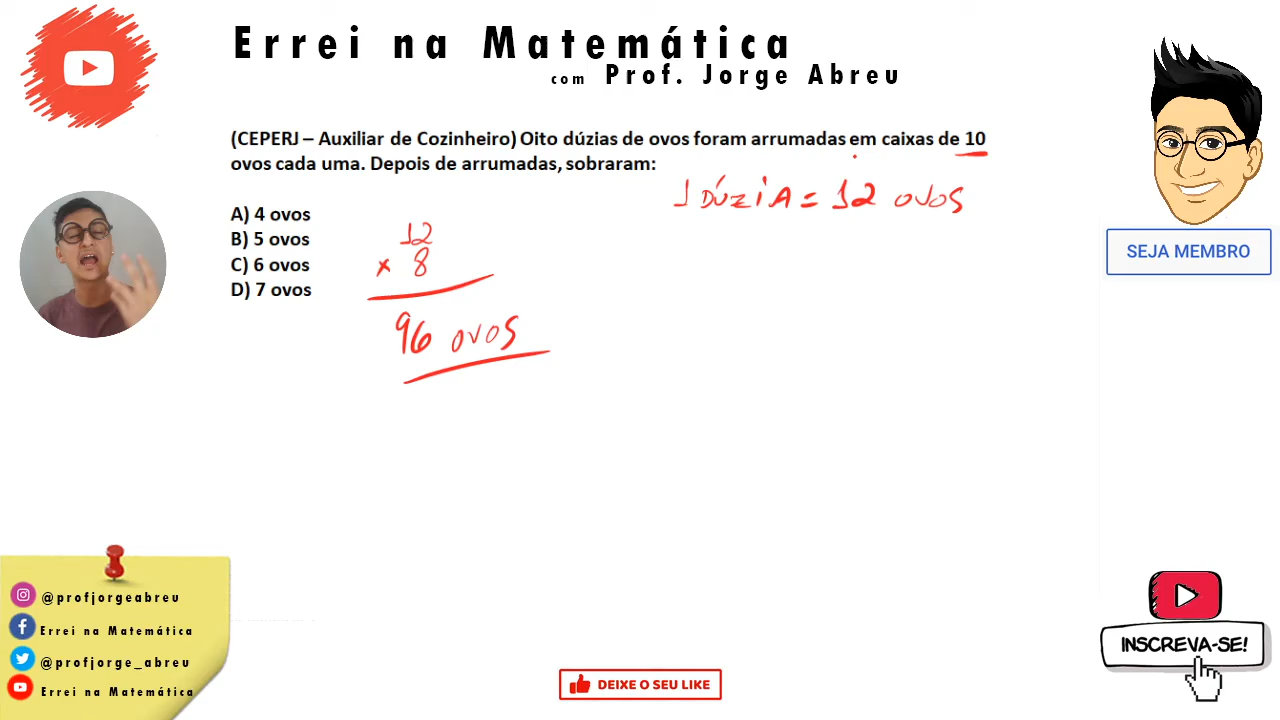 Errei na Matemática
com Prof. Jorge Abreu
(CEPERJ – Auxiliar de Cozinheiro) Oito dúzias de ovos foram arrumadas em caixas de 10
ovos cada uma. Depois de arrumadas, sobraram:
1 DÚZIA = 12 OVOS
A) 4 ovos
B) 5 ovos
C) 6 ovos
D) 7 ovos
12
× 8
96 OVOS
SEJA MEMBRO
@profjorgeabreu
Errei na Matemática
@profjorge_abreu
Errei na Matemática
DEIXE O SEU LIKE
INSCREVA-SE!